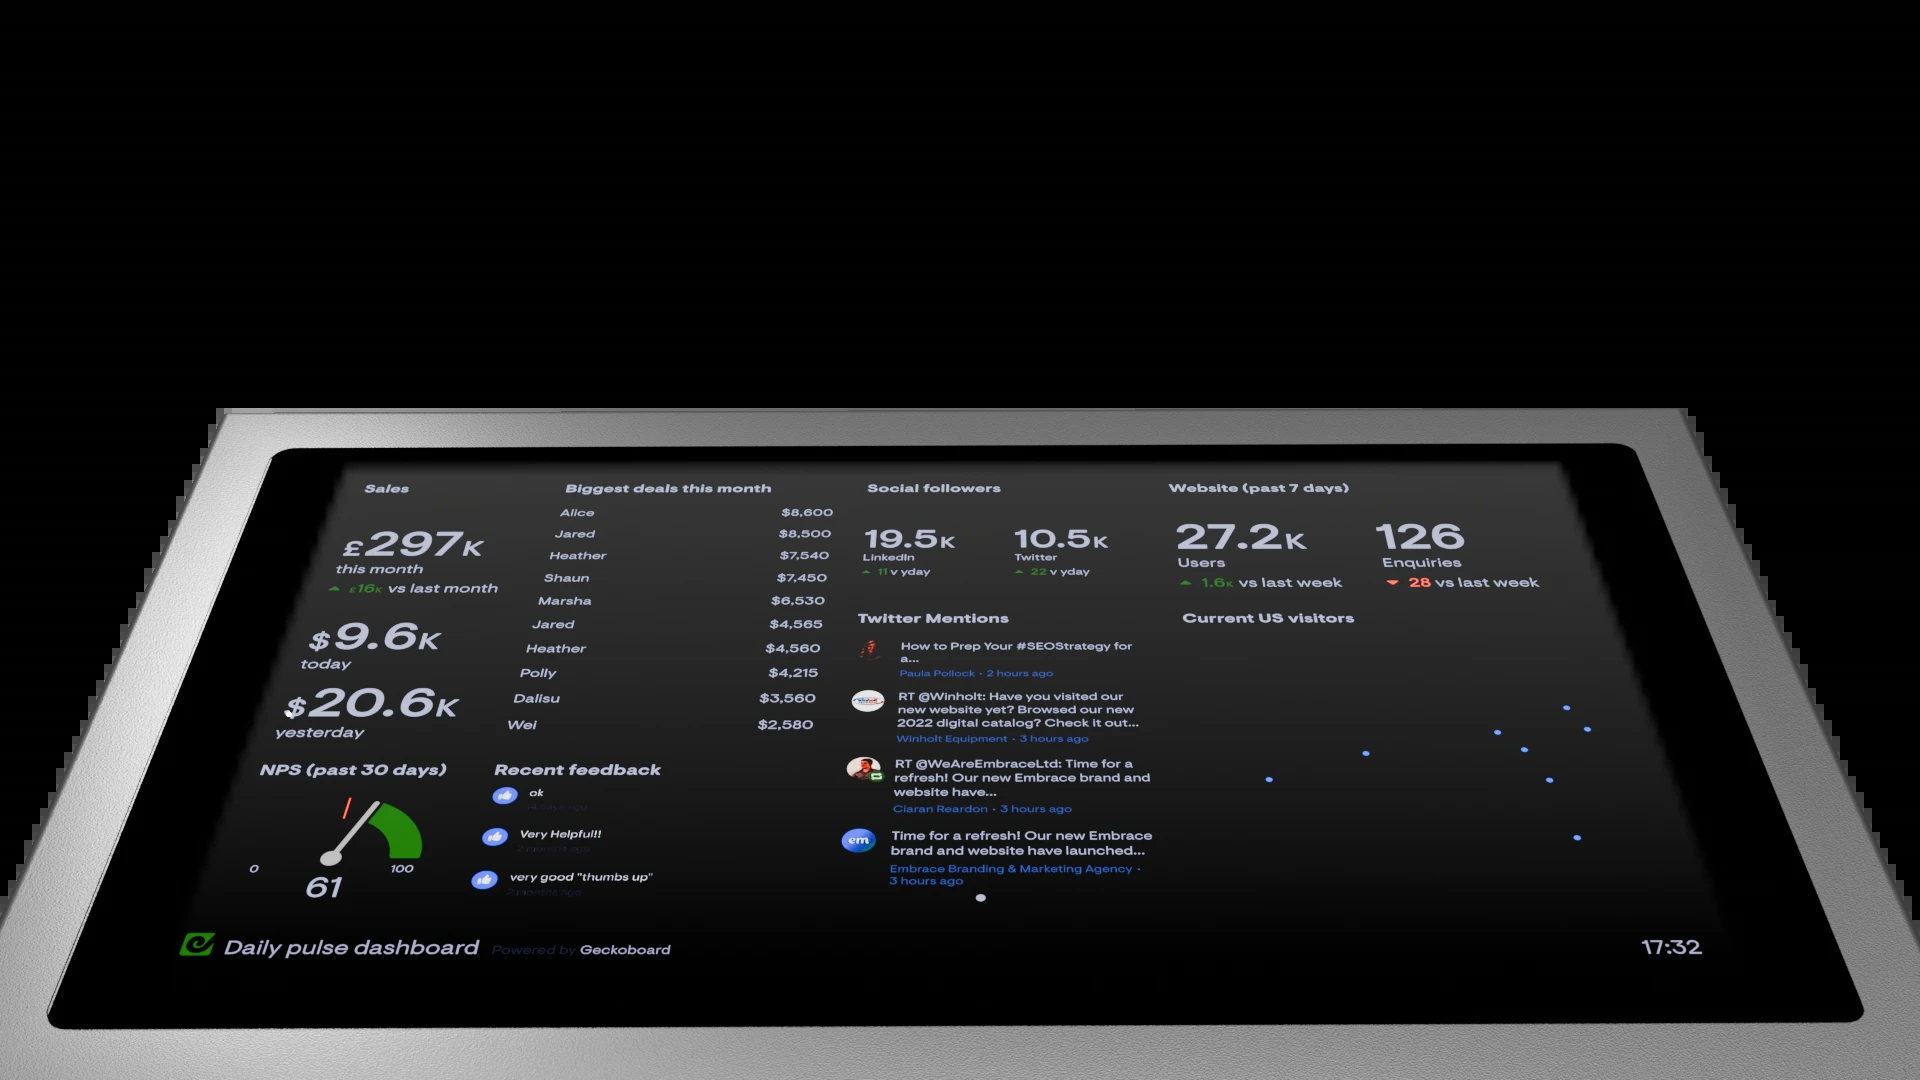 Sales
£297K
this month
£16K vs last month
$9.6K
today
$20.6K
yesterday
Biggest deals this month
Alice $8,600
Jared $8,500
Heather $7,540
Shaun $7,450
Marsha $6,530
Jared $4,565
Heather $4,560
Polly $4,215
Dalisu $3,560
Wei $2,580
Social followers
19.5K
LinkedIn
11 v yday
10.5K
Twitter
22 v yday
Website (past 7 days)
27.2K
Users
1.6K vs last week
126
Enquiries
28 vs last week
NPS (past 30 days)
0
100
61
Recent feedback
ok
Very Helpful!!
2 months ago
very good "thumbs up"
2 months ago
Twitter Mentions
How to Prep Your #SEOStrategy for
a...
Paula Pollock · 2 hours ago
RT @Winholt: Have you visited our
new website yet? Browsed our new
2022 digital catalog? Check it out...
Winholt Equipment · 3 hours ago
RT @WeAreEmbraceLtd: Time for a
refresh! Our new Embrace brand and
website have...
Ciaran Reardon · 3 hours ago
em
Time for a refresh! Our new Embrace
brand and website have launched...
Embrace Branding & Marketing Agency ·
3 hours ago
Current US visitors
Daily pulse dashboard
Powered by Geckoboard
17:32